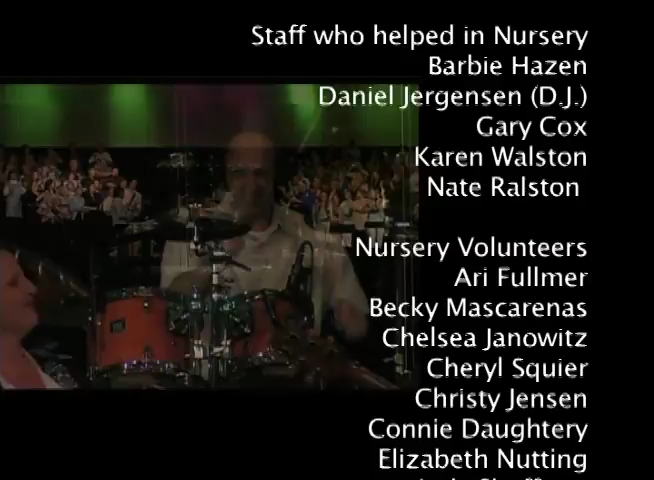 Staff who helped in Nursery
Barbie Hazen
Daniel Jergensen (D.J.)
Gary Cox
Karen Walston
Nate Ralston
Nursery Volunteers
Ari Fullmer
Becky Mascarenas
Chelsea Janowitz
Cheryl Squier
Christy Jensen
Connie Daughtery
Elizabeth Nutting